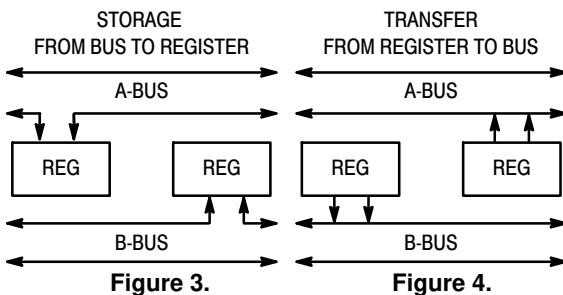 STORAGE
FROM BUS TO REGISTER
A-BUS
REG
REG
B-BUS
Figure 3.
TRANSFER
FROM REGISTER TO BUS
A-BUS
REG
REG
B-BUS
Figure 4.